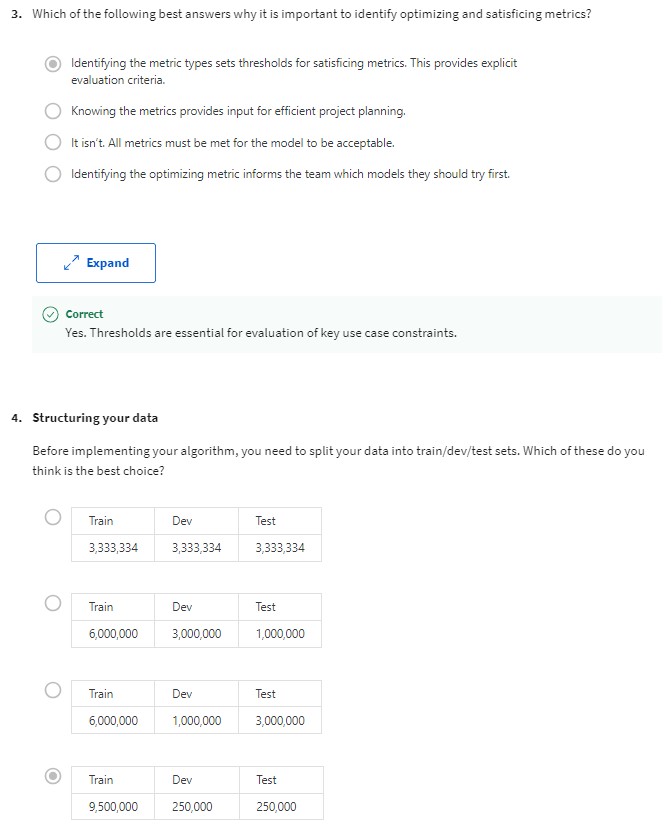 3. Which of the following best answers why it is important to identify optimizing and satisficing metrics?
Identifying the metric types sets thresholds for satisficing metrics. This provides explicit
evaluation criteria.
Knowing the metrics provides input for efficient project planning.
It isn't. All metrics must be met for the model to be acceptable.
Identifying the optimizing metric informs the team which models they should try first.
Expand
Correct
Yes. Thresholds are essential for evaluation of key use case constraints.
4. Structuring your data
Before implementing your algorithm, you need to split your data into train/dev/test sets. Which of these do you
think is the best choice?
Train Dev Test
3,333,334 3,333,334 3,333,334
Train Dev Test
6,000,000 3,000,000 1,000,000
Train Dev Test
6,000,000 1,000,000 3,000,000
Train Dev Test
9,500,000 250,000 250,000